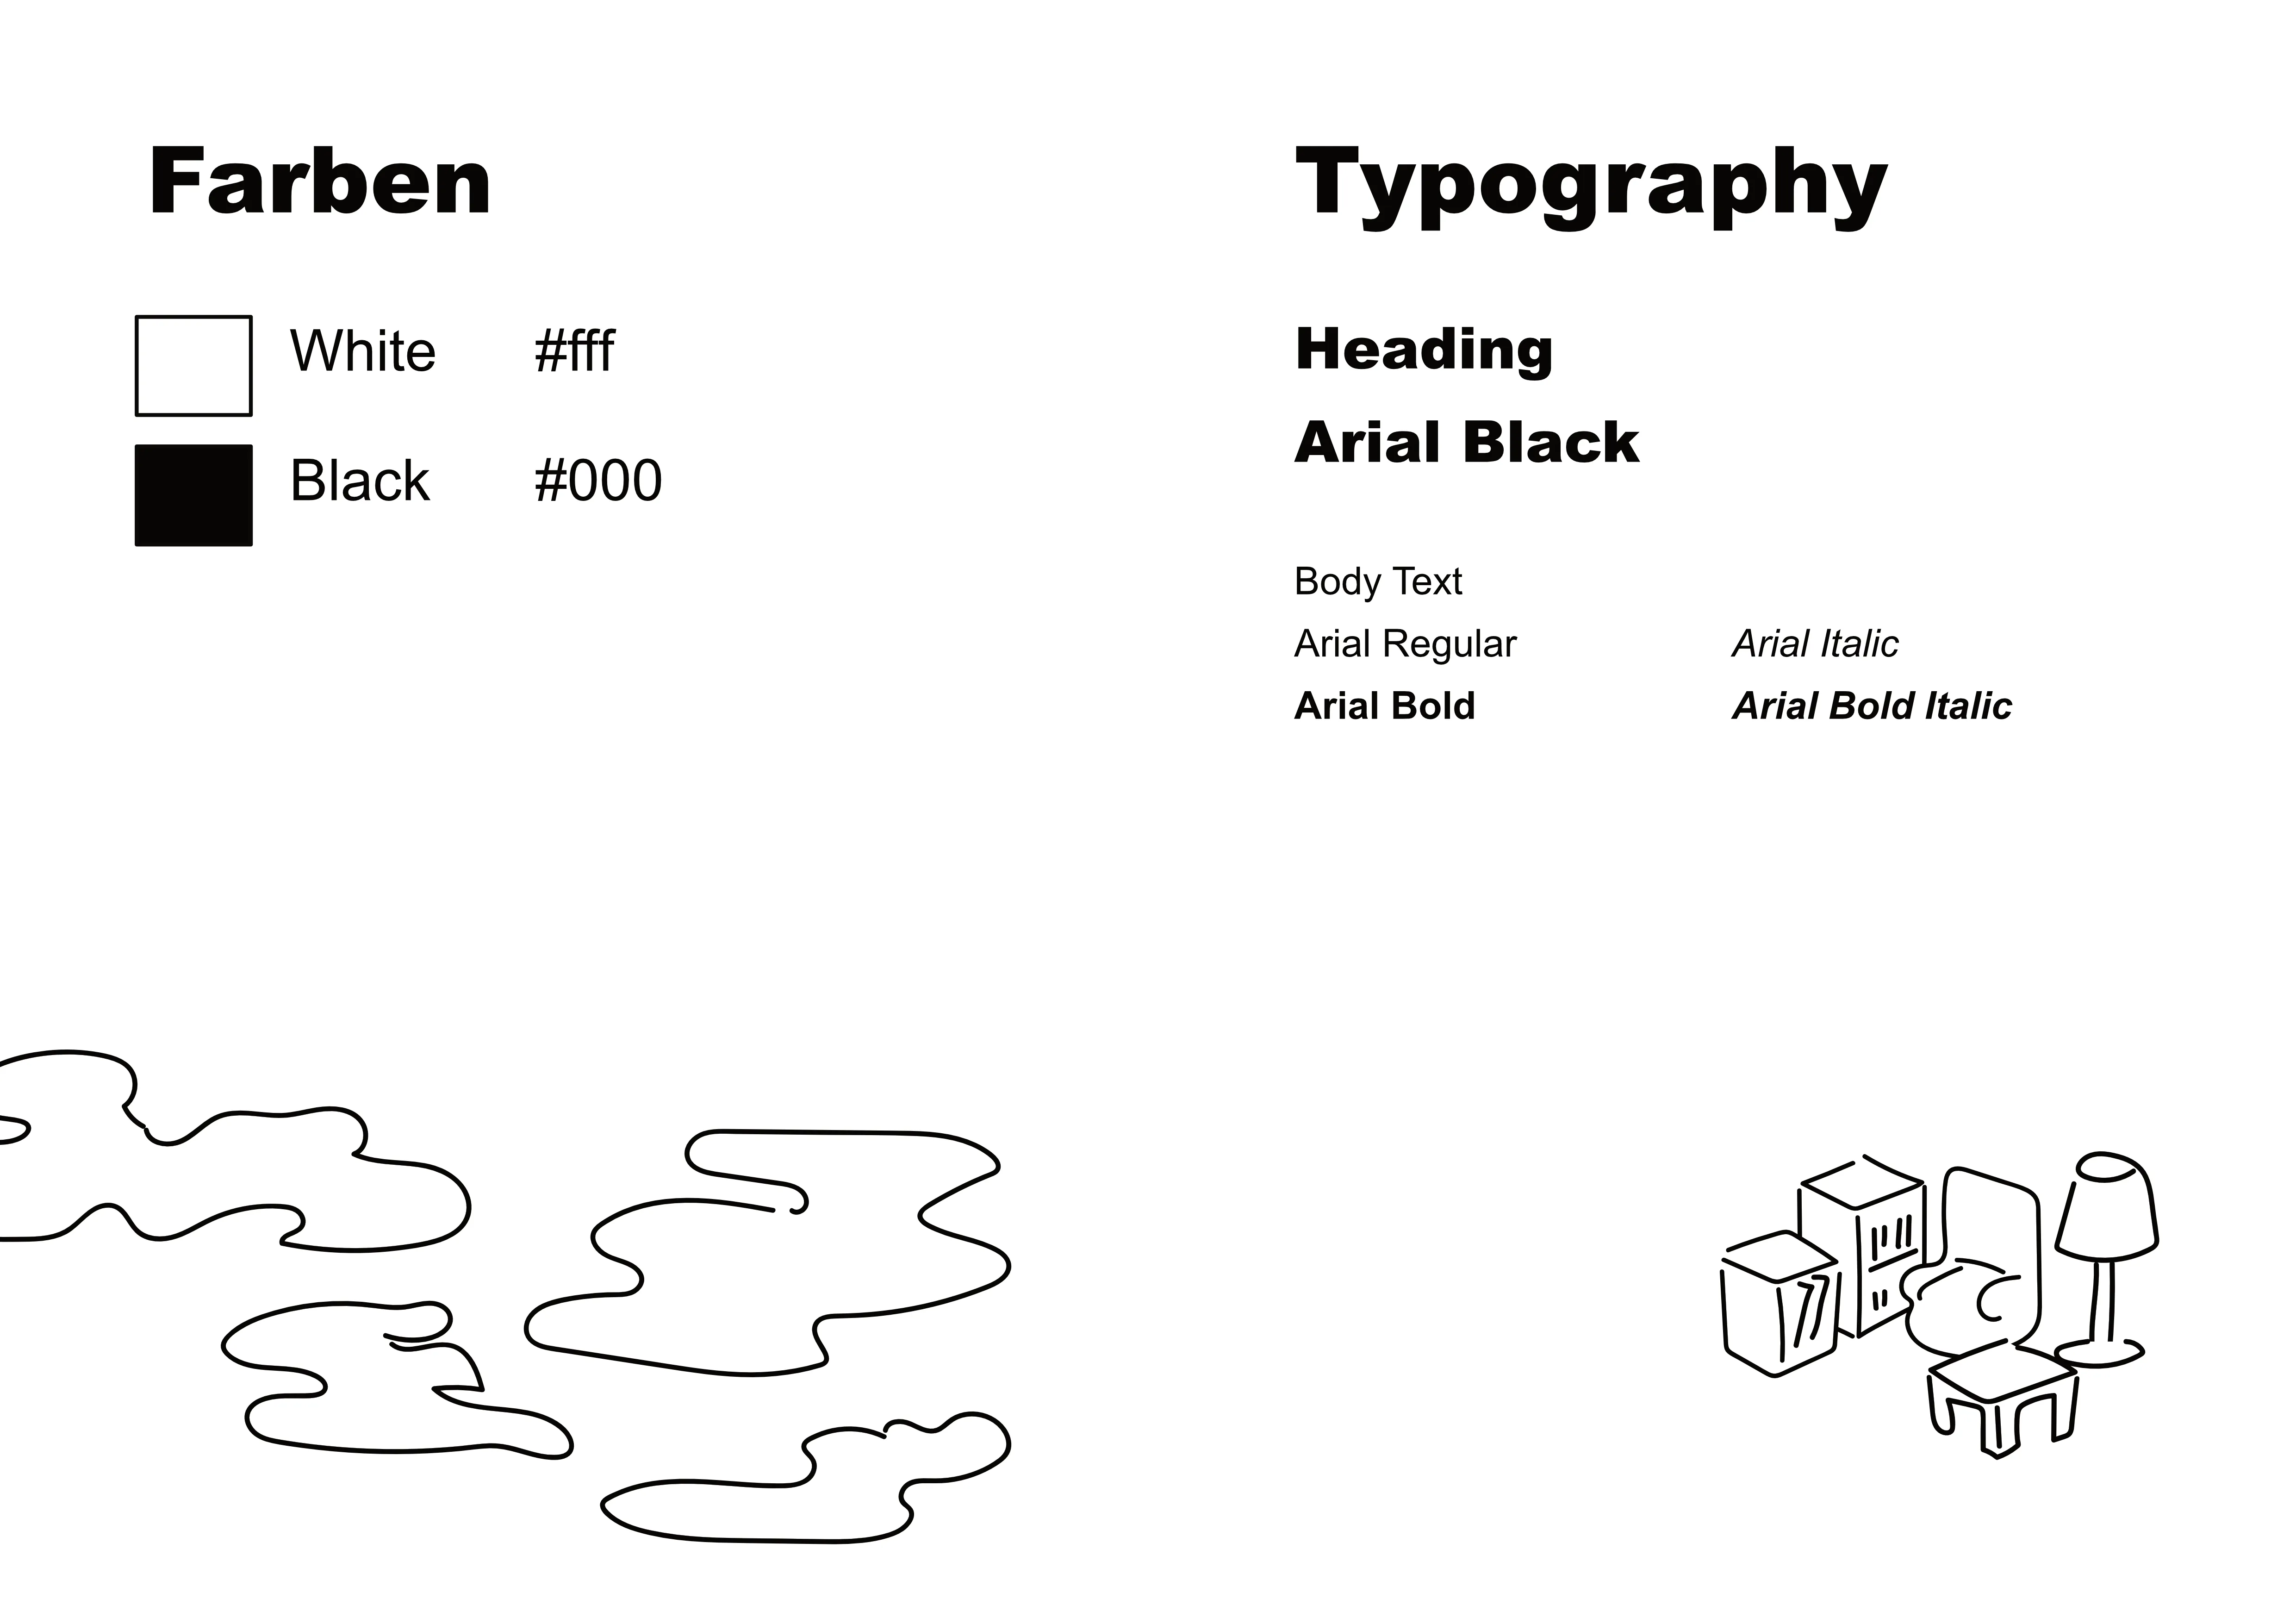 Farben
White #fff
Black #000
Typography
Heading
Arial Black
Body Text
Arial Regular Arial Italic
Arial Bold Arial Bold Italic